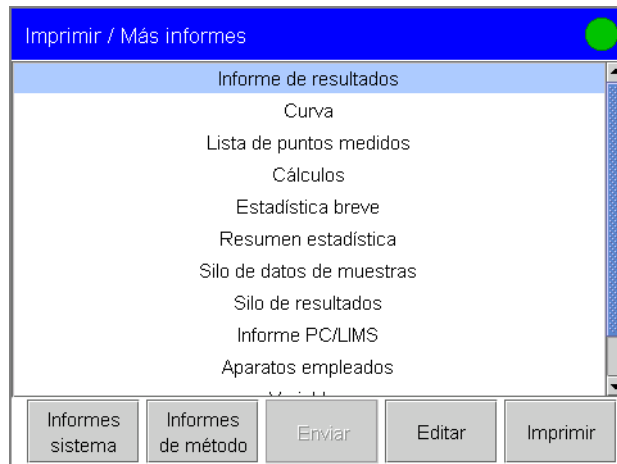 Imprimir / Más informes
Informe de resultados
Curva
Lista de puntos medidos
Cálculos
Estadística breve
Resumen estadística
Silo de datos de muestras
Silo de resultados
Informe PC/LIMS
Aparatos empleados
Informes
sistema
Informes
de método
Enviar
Editar
Imprimir